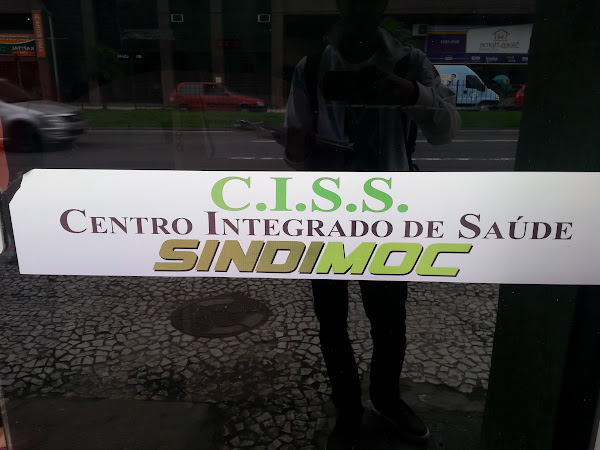 C.I.S.S.
CENTRO INTEGRADO DE SAÚDE
SINDIMOC